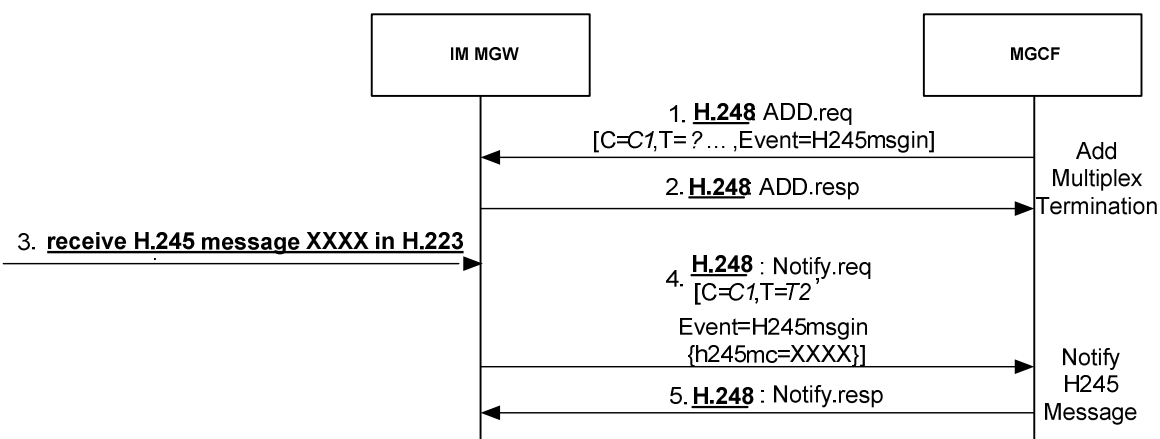 IM MGW
MGCF
1. H.248: ADD.req
[C=C1,T=?... ,Event=H245msgin]
Add
Multiplex
Termination
2. H.248: ADD.resp
3. receive H.245 message XXXX in H.223
4. H.248 : Notify.req
[C=C1,T=T2,
Event=H245msgin
{h245mc=XXXX}]
Notify
H245
Message
5. H.248 : Notify.resp